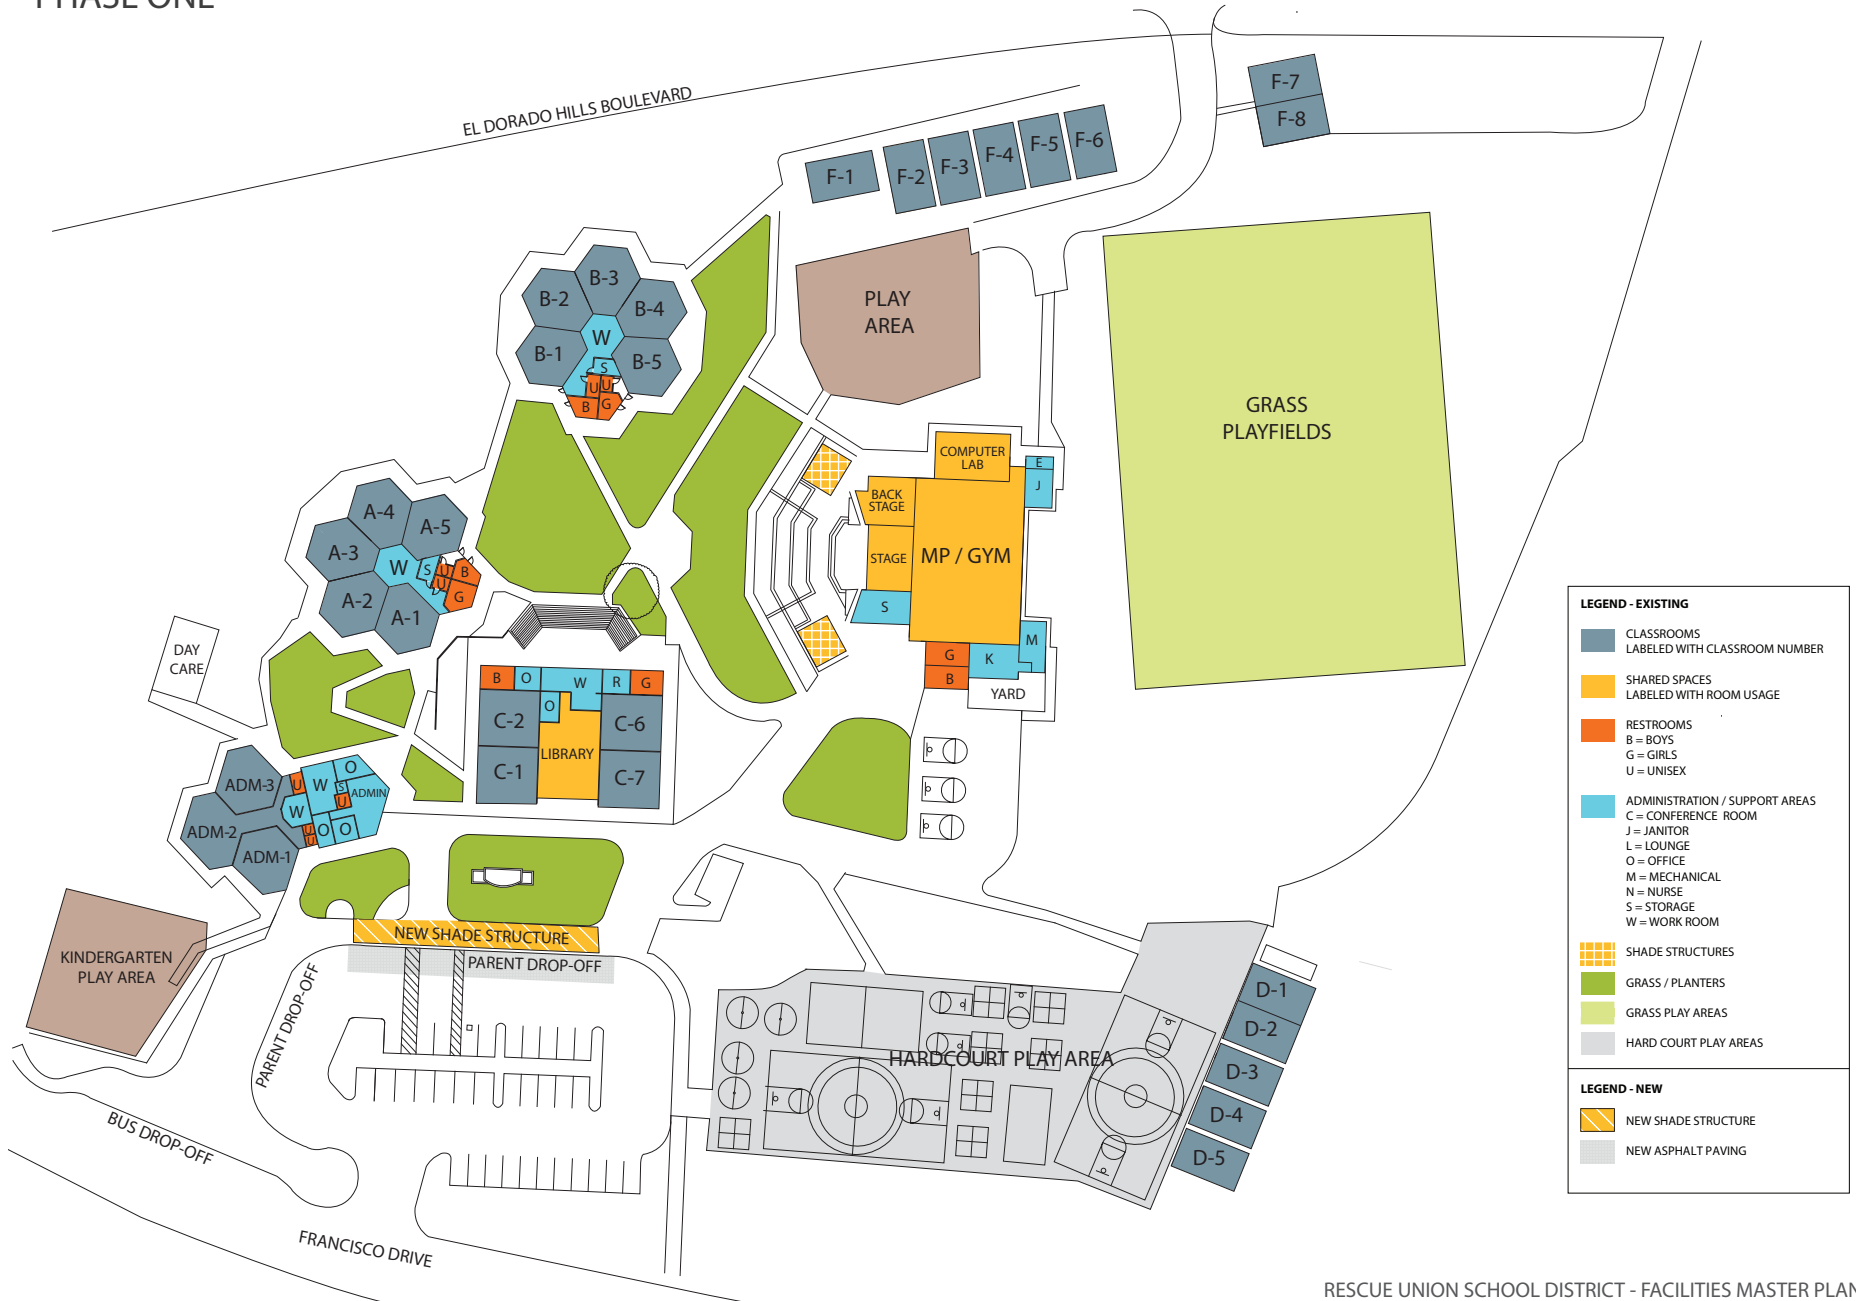 PHASE ONE
EL DORADO HILLS BOULEVARD
F-7
F-8
F-1
F-2
F-3
F-4
F-5
F-6
B-3
B-2
B-4
W
B-1
B-5
S
U
U
B
G
PLAY
AREA
GRASS
PLAYFIELDS
COMPUTER
LAB
E
J
BACK
STAGE
STAGE
MP / GYM
S
M
G
K
B
YARD
A-4
A-5
A-3
W
S
U
B
U
G
A-2
A-1
DAY
CARE
B
O
W
R
G
O
C-2
C-6
LIBRARY
C-1
C-7
ADM-3
U
W
O
S
ADMIN
U
W
ADM-2
U
O
O
U
ADM-1
KINDERGARTEN
PLAY AREA
NEW SHADE STRUCTURE
PARENT DROP-OFF
PARENT DROP-OFF
BUS DROP-OFF
FRANCISCO DRIVE
HARDCOURT PLAY AREA
D-1
D-2
D-3
D-4
D-5
LEGEND - EXISTING
CLASSROOMS
LABELED WITH CLASSROOM NUMBER
SHARED SPACES
LABELED WITH ROOM USAGE
RESTROOMS
B = BOYS
G = GIRLS
U = UNISEX
ADMINISTRATION / SUPPORT AREAS
C = CONFERENCE ROOM
J = JANITOR
L = LOUNGE
O = OFFICE
M = MECHANICAL
N = NURSE
S = STORAGE
W = WORK ROOM
SHADE STRUCTURES
GRASS / PLANTERS
GRASS PLAY AREAS
HARD COURT PLAY AREAS
LEGEND - NEW
NEW SHADE STRUCTURE
NEW ASPHALT PAVING
RESCUE UNION SCHOOL DISTRICT - FACILITIES MASTER PLAN